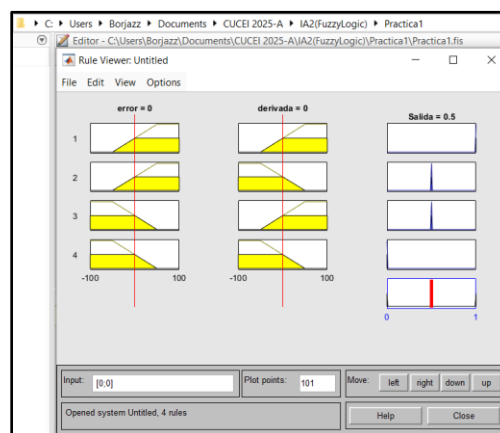 C: Users Borjazz Documents CUCEI 2025-A IA2(FuzzyLogic) Practica1
Editor - C:\Users\Borjazz\Documents\CUCEI 2025-A\IA2(FuzzyLogic)\Practica1\Practica1.fis
Rule Viewer: Untitled
File Edit View Options
error = 0 derivada = 0 Salida = 0.5
1
2
3
4
-100 100 -100 100
0 1
Input: [0;0] Plot points: 101 Move: left right down up
Opened system Untitled, 4 rules Help Close